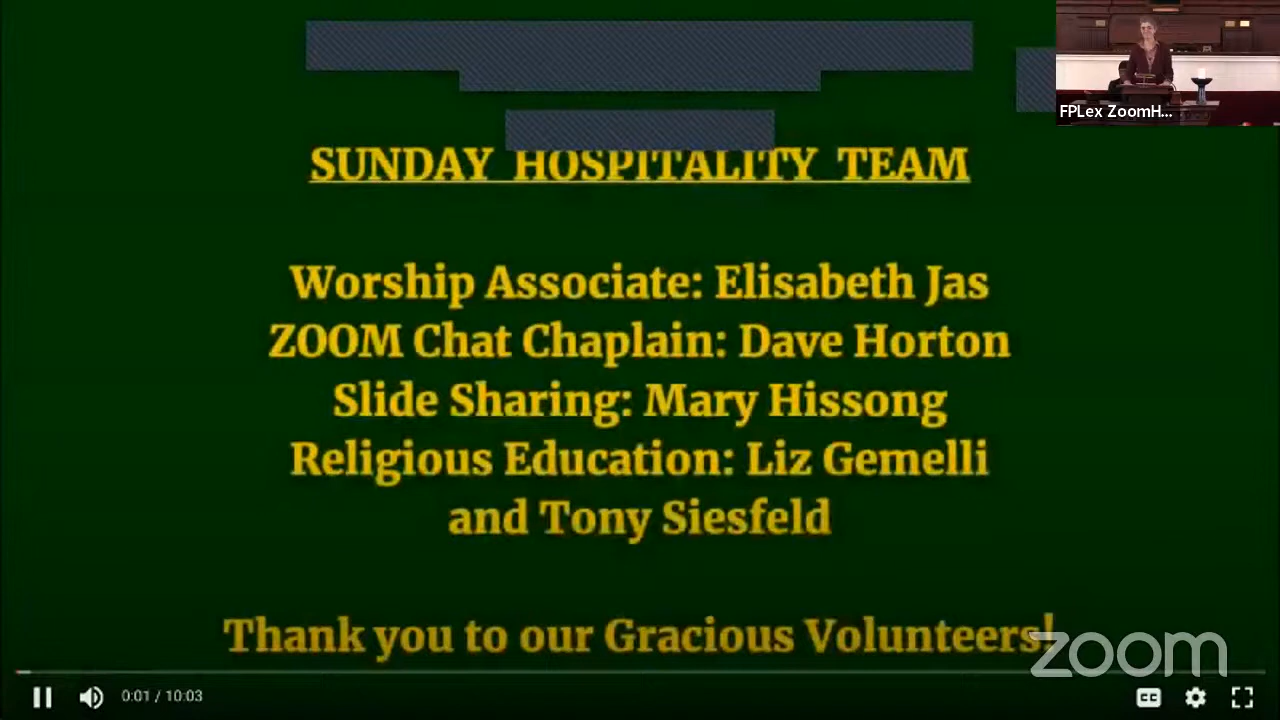 FPLex ZoomH...
SUNDAY HOSPITALITY TEAM
Worship Associate: Elisabeth Jas
ZOOM Chat Chaplain: Dave Horton
Slide Sharing: Mary Hissong
Religious Education: Liz Gemelli
and Tony Siesfeld
Thank you to our Gracious Volunteers!
zoom
0:01 / 10:03
CC